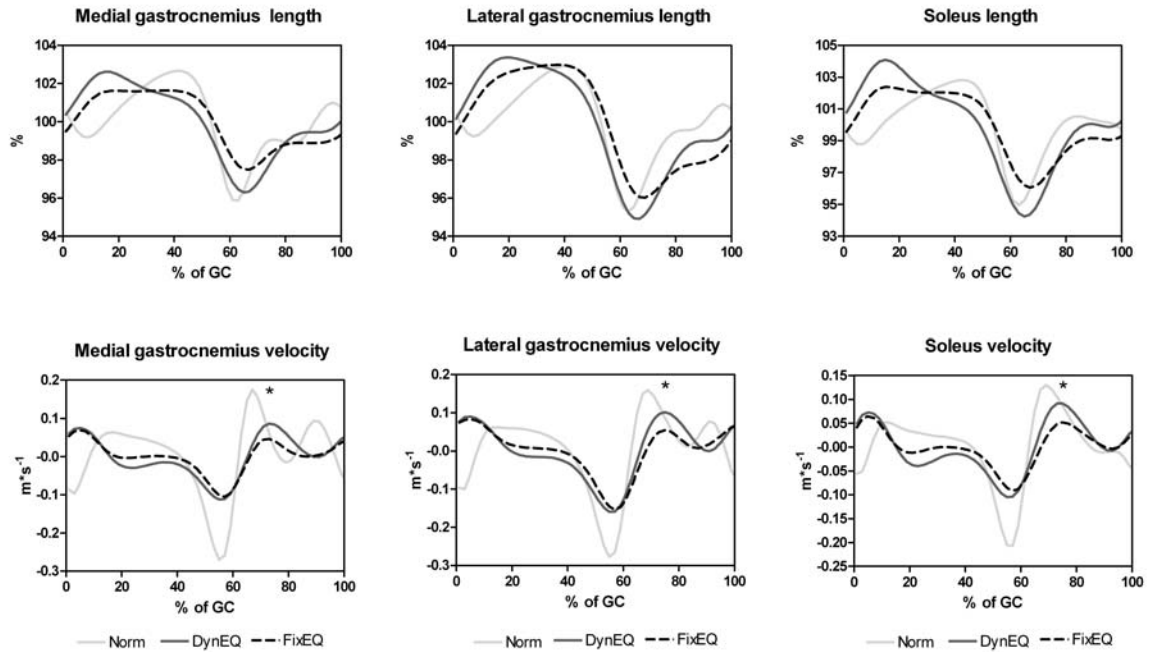 Medial gastrocnemius length
Lateral gastrocnemius length
Soleus length
104
102
100
98
96
94
%
0 20 40 60 80 100
% of GC
104
102
100
98
96
94
%
0 20 40 60 80 100
% of GC
105
103
101
99
97
95
93
%
0 20 40 60 80 100
% of GC
Medial gastrocnemius velocity
Lateral gastrocnemius velocity
Soleus velocity
0.2
0.1
-0.0
-0.1
-0.2
-0.3
m*s-1
*
0 20 40 60 80 100
% of GC
0.2
0.1
-0.0
-0.1
-0.2
-0.3
m*s-1
*
0 20 40 60 80 100
% of GC
0.15
0.10
0.05
-0.00
-0.05
-0.10
-0.15
-0.20
-0.25
m*s-1
*
0 20 40 60 80 100
% of GC
Norm DynEQ FixEQ
Norm DynEQ FixEQ
Norm DynEQ FixEQ